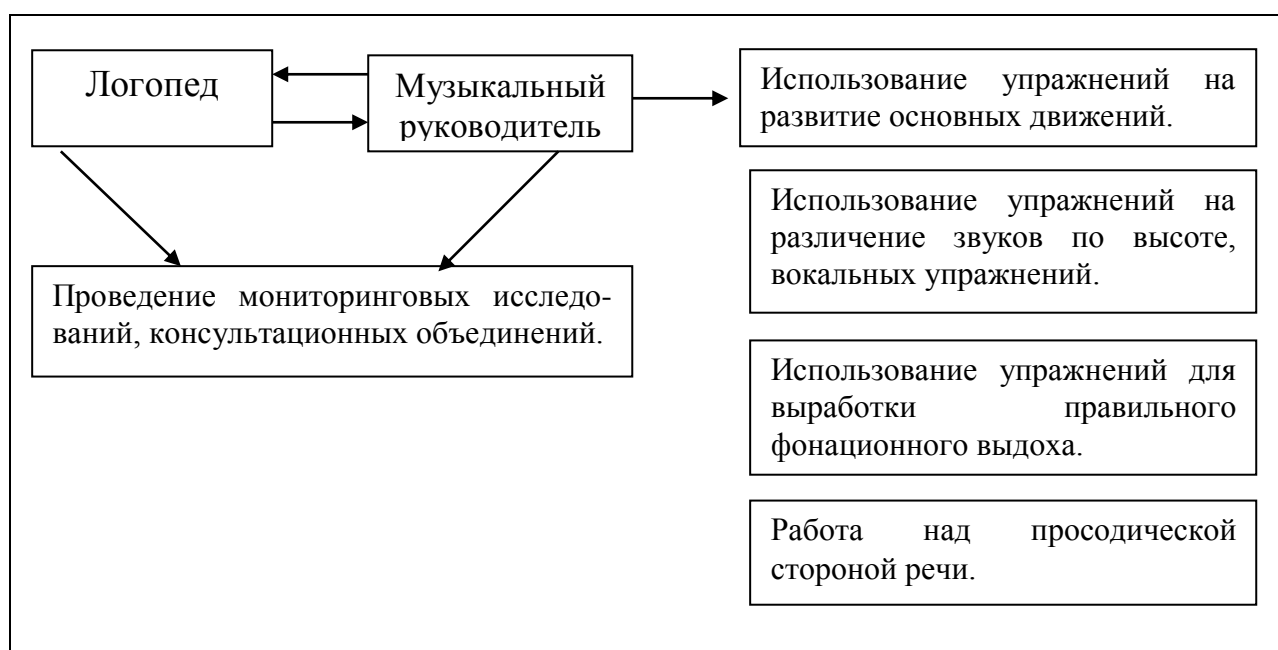 Логопед
Музыкальный
руководитель
Использование упражнений на
развитие основных движений.
Использование упражнений на
различение звуков по высоте,
вокальных упражнений.
Проведение мониторинговых исследо-
ваний, консультационных объединений.
Использование упражнений для
выработки правильного
фонационного выдоха.
Работа над просодической
стороной речи.